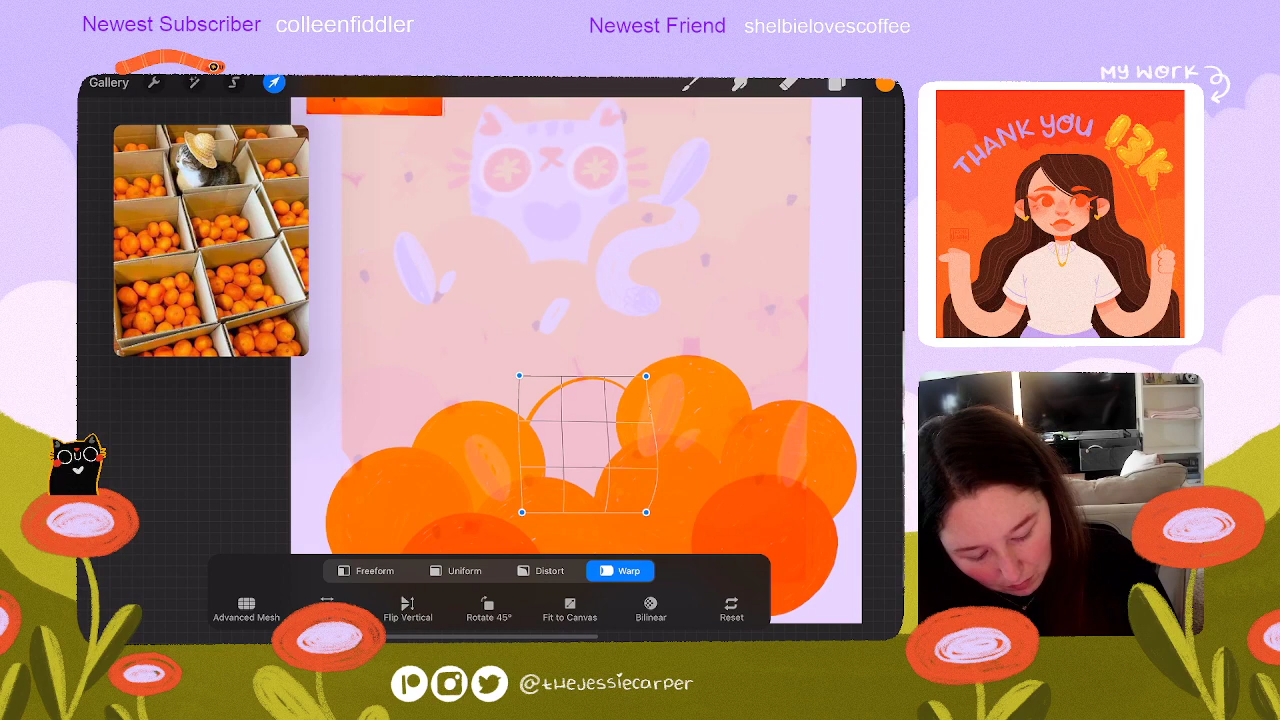 Newest Subscriber colleenfiddler
Newest Friend shelbielovescoffee
MY WORK
Gallery
THANK YOU 13K
Freeform Uniform Distort Warp
Advanced Mesh Flip Vertical Rotate 45° Fit to Canvas Bilinear Reset
@THEJESSIECARPER